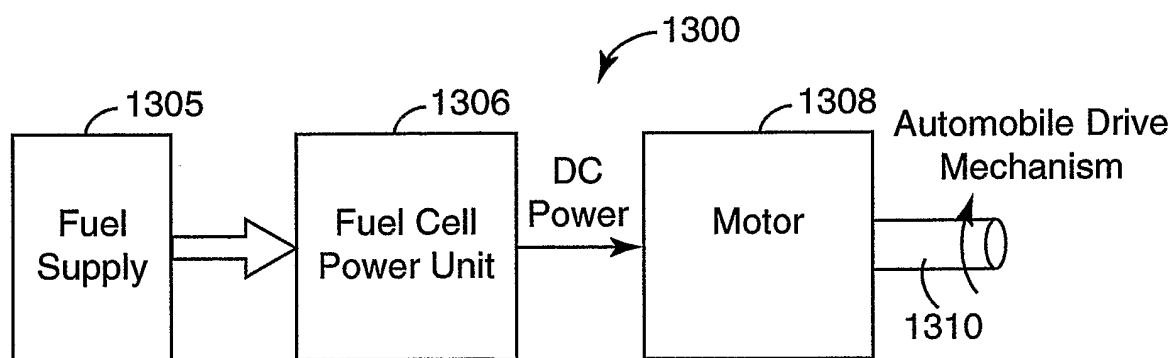 1300
1305
1306
1308
Automobile Drive
Mechanism
DC
Power
Fuel
Supply
Fuel Cell
Power Unit
Motor
1310